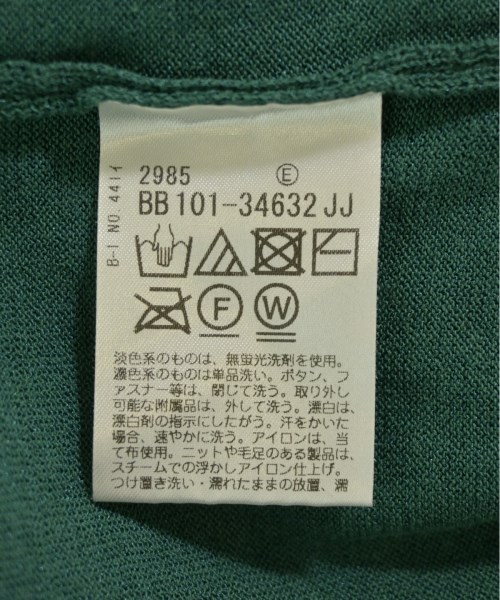 B-I NO.441イ
2985 E
BB 101-34632 JJ
F W
淡色系のものは、無蛍光洗剤を使用。
濃色系のものは単品洗い。ボタン、フ
ァスナー等は、閉じて洗う。取り外し
可能な附属品は、外して洗う。漂白は、
漂白剤の指示にしたがう。汗をかいた
場合、速やかに洗う。アイロンは、当
て布使用。ニットや毛足のある製品は、
スチームでの浮かしアイロン仕上げ。
つけ置き洗い・濡れたままの放置、濡